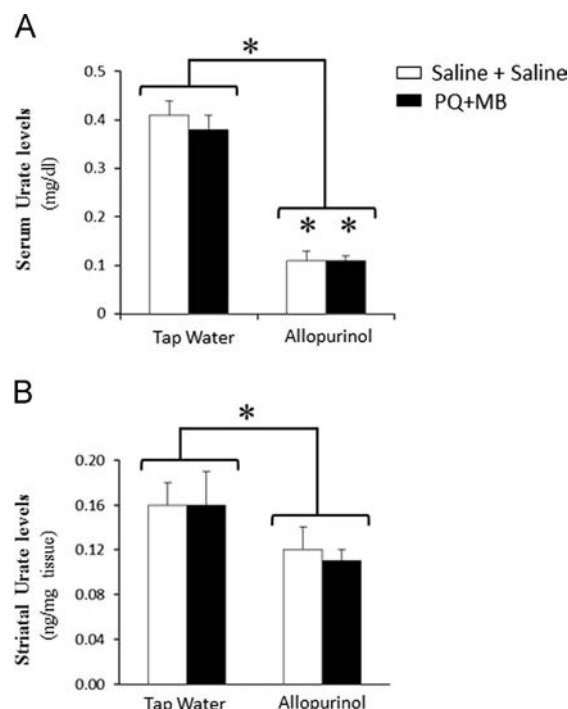 A
*
Saline + Saline
PQ+MB
0.5
0.4
0.3
0.2
0.1
0
Serum Urate levels
(mg/dl)
* *
Tap Water Allopurinol
B
*
0.20
0.16
0.12
0.08
0.04
0.00
Striatal Urate levels
(ng/mg tissue)
Tap Water Allopurinol